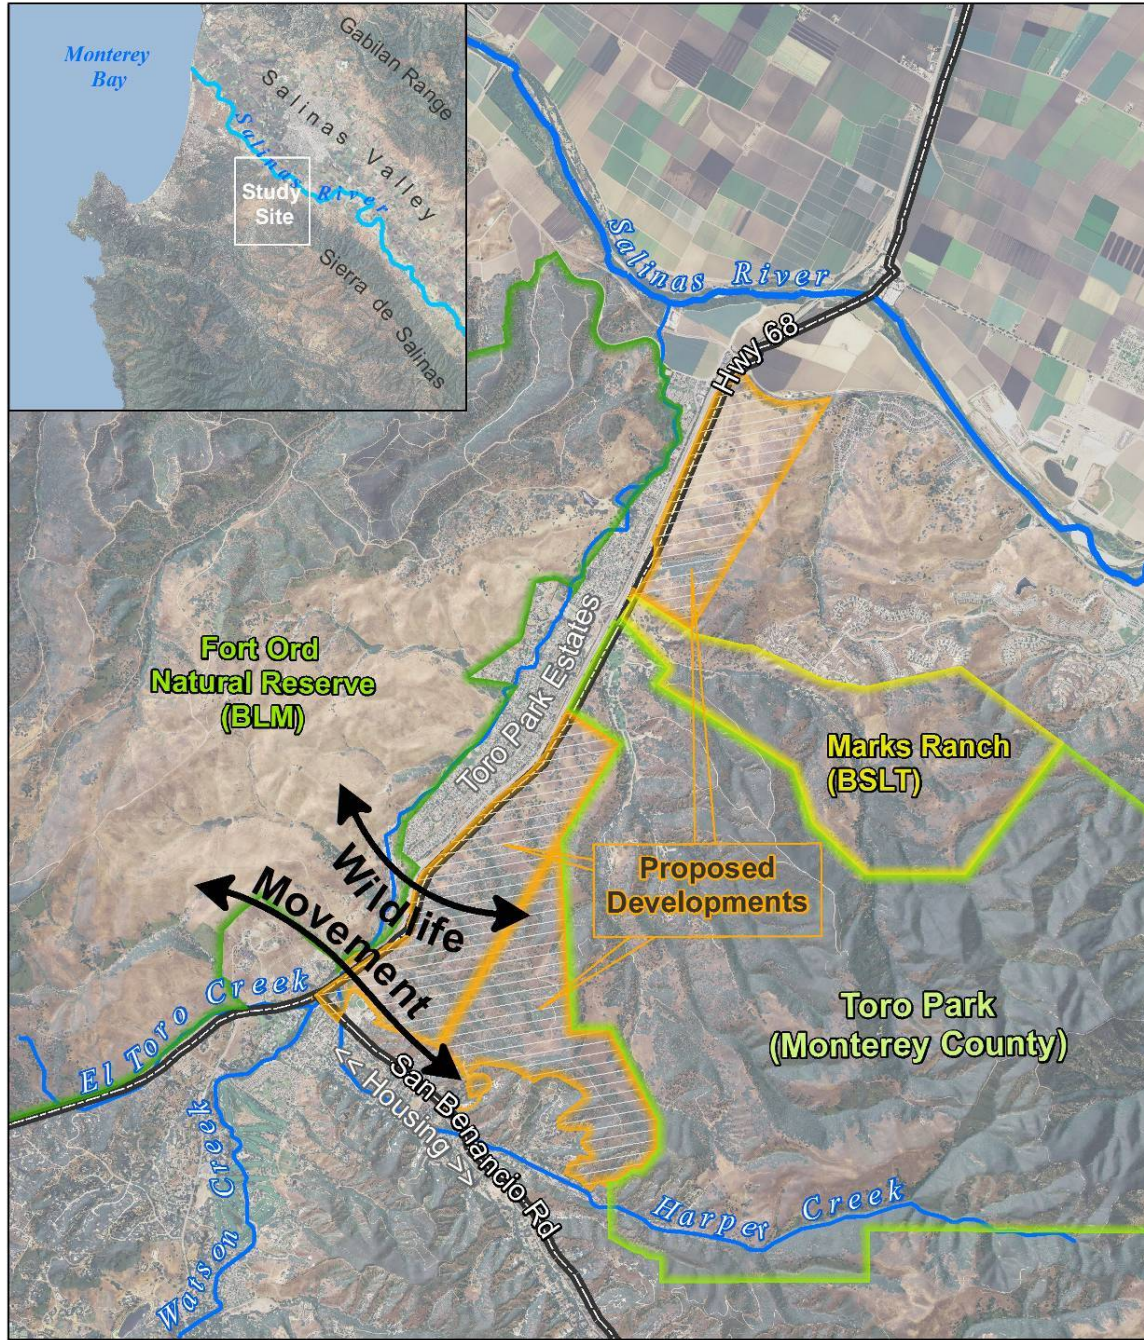 Monterey
Bay
Gabilan Range
Salinas Valley
Salinas River
Study
Site
Sierra de Salinas
Salinas River
Hwy 68
Toro Park Estates
Fort Ord
Natural Reserve
(BLM)
Marks Ranch
(BSLT)
Proposed
Developments
Wildlife
Movement
El Toro Creek
Toro Park
(Monterey County)
San Benancio Rd
<< Housing >>
Watson Creek
Harper Creek